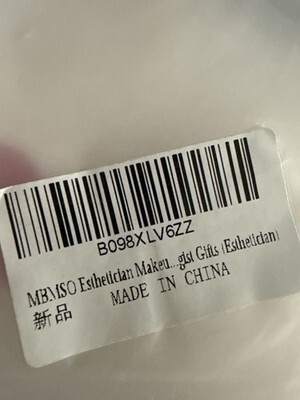 B098XLV6ZZ
MBMSO Esthetician Makeu...gist Gifts (Esthetician)
新品 MADE IN CHINA